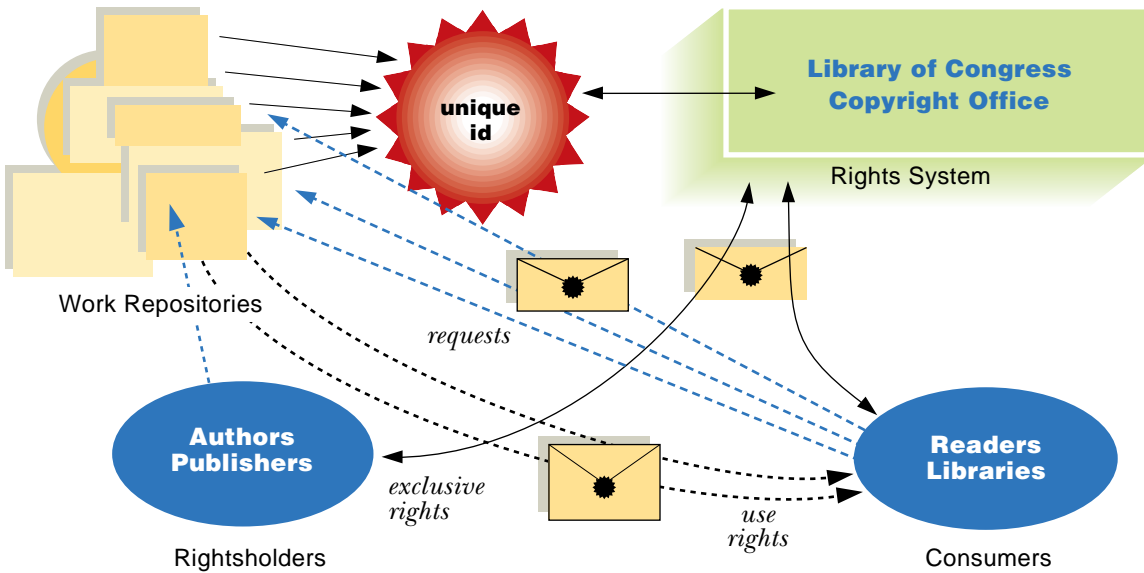 unique
id
Library of Congress
Copyright Office
Rights System
Work Repositories
requests
Authors
Publishers
exclusive
rights
Rightsholders
use
rights
Readers
Libraries
Consumers